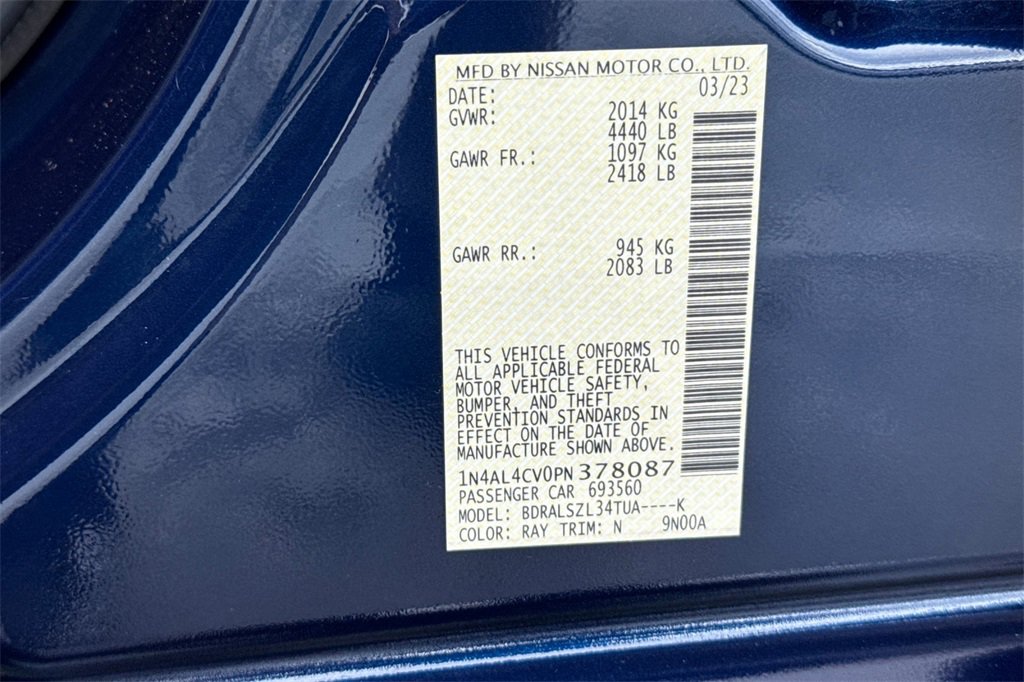 MFD BY NISSAN MOTOR CO., LTD.
DATE: 03/23
GVWR: 2014 KG
4440 LB
GAWR FR.: 1097 KG
2418 LB
GAWR RR.: 945 KG
2083 LB
THIS VEHICLE CONFORMS TO
ALL APPLICABLE FEDERAL
MOTOR VEHICLE SAFETY,
BUMPER, AND THEFT
PREVENTION STANDARDS IN
EFFECT ON THE DATE OF
MANUFACTURE SHOWN ABOVE.
1N4AL4CV0PN378087
PASSENGER CAR 693560
MODEL: BDRALSZL34TUA----K
COLOR: RAY TRIM: N 9N00A